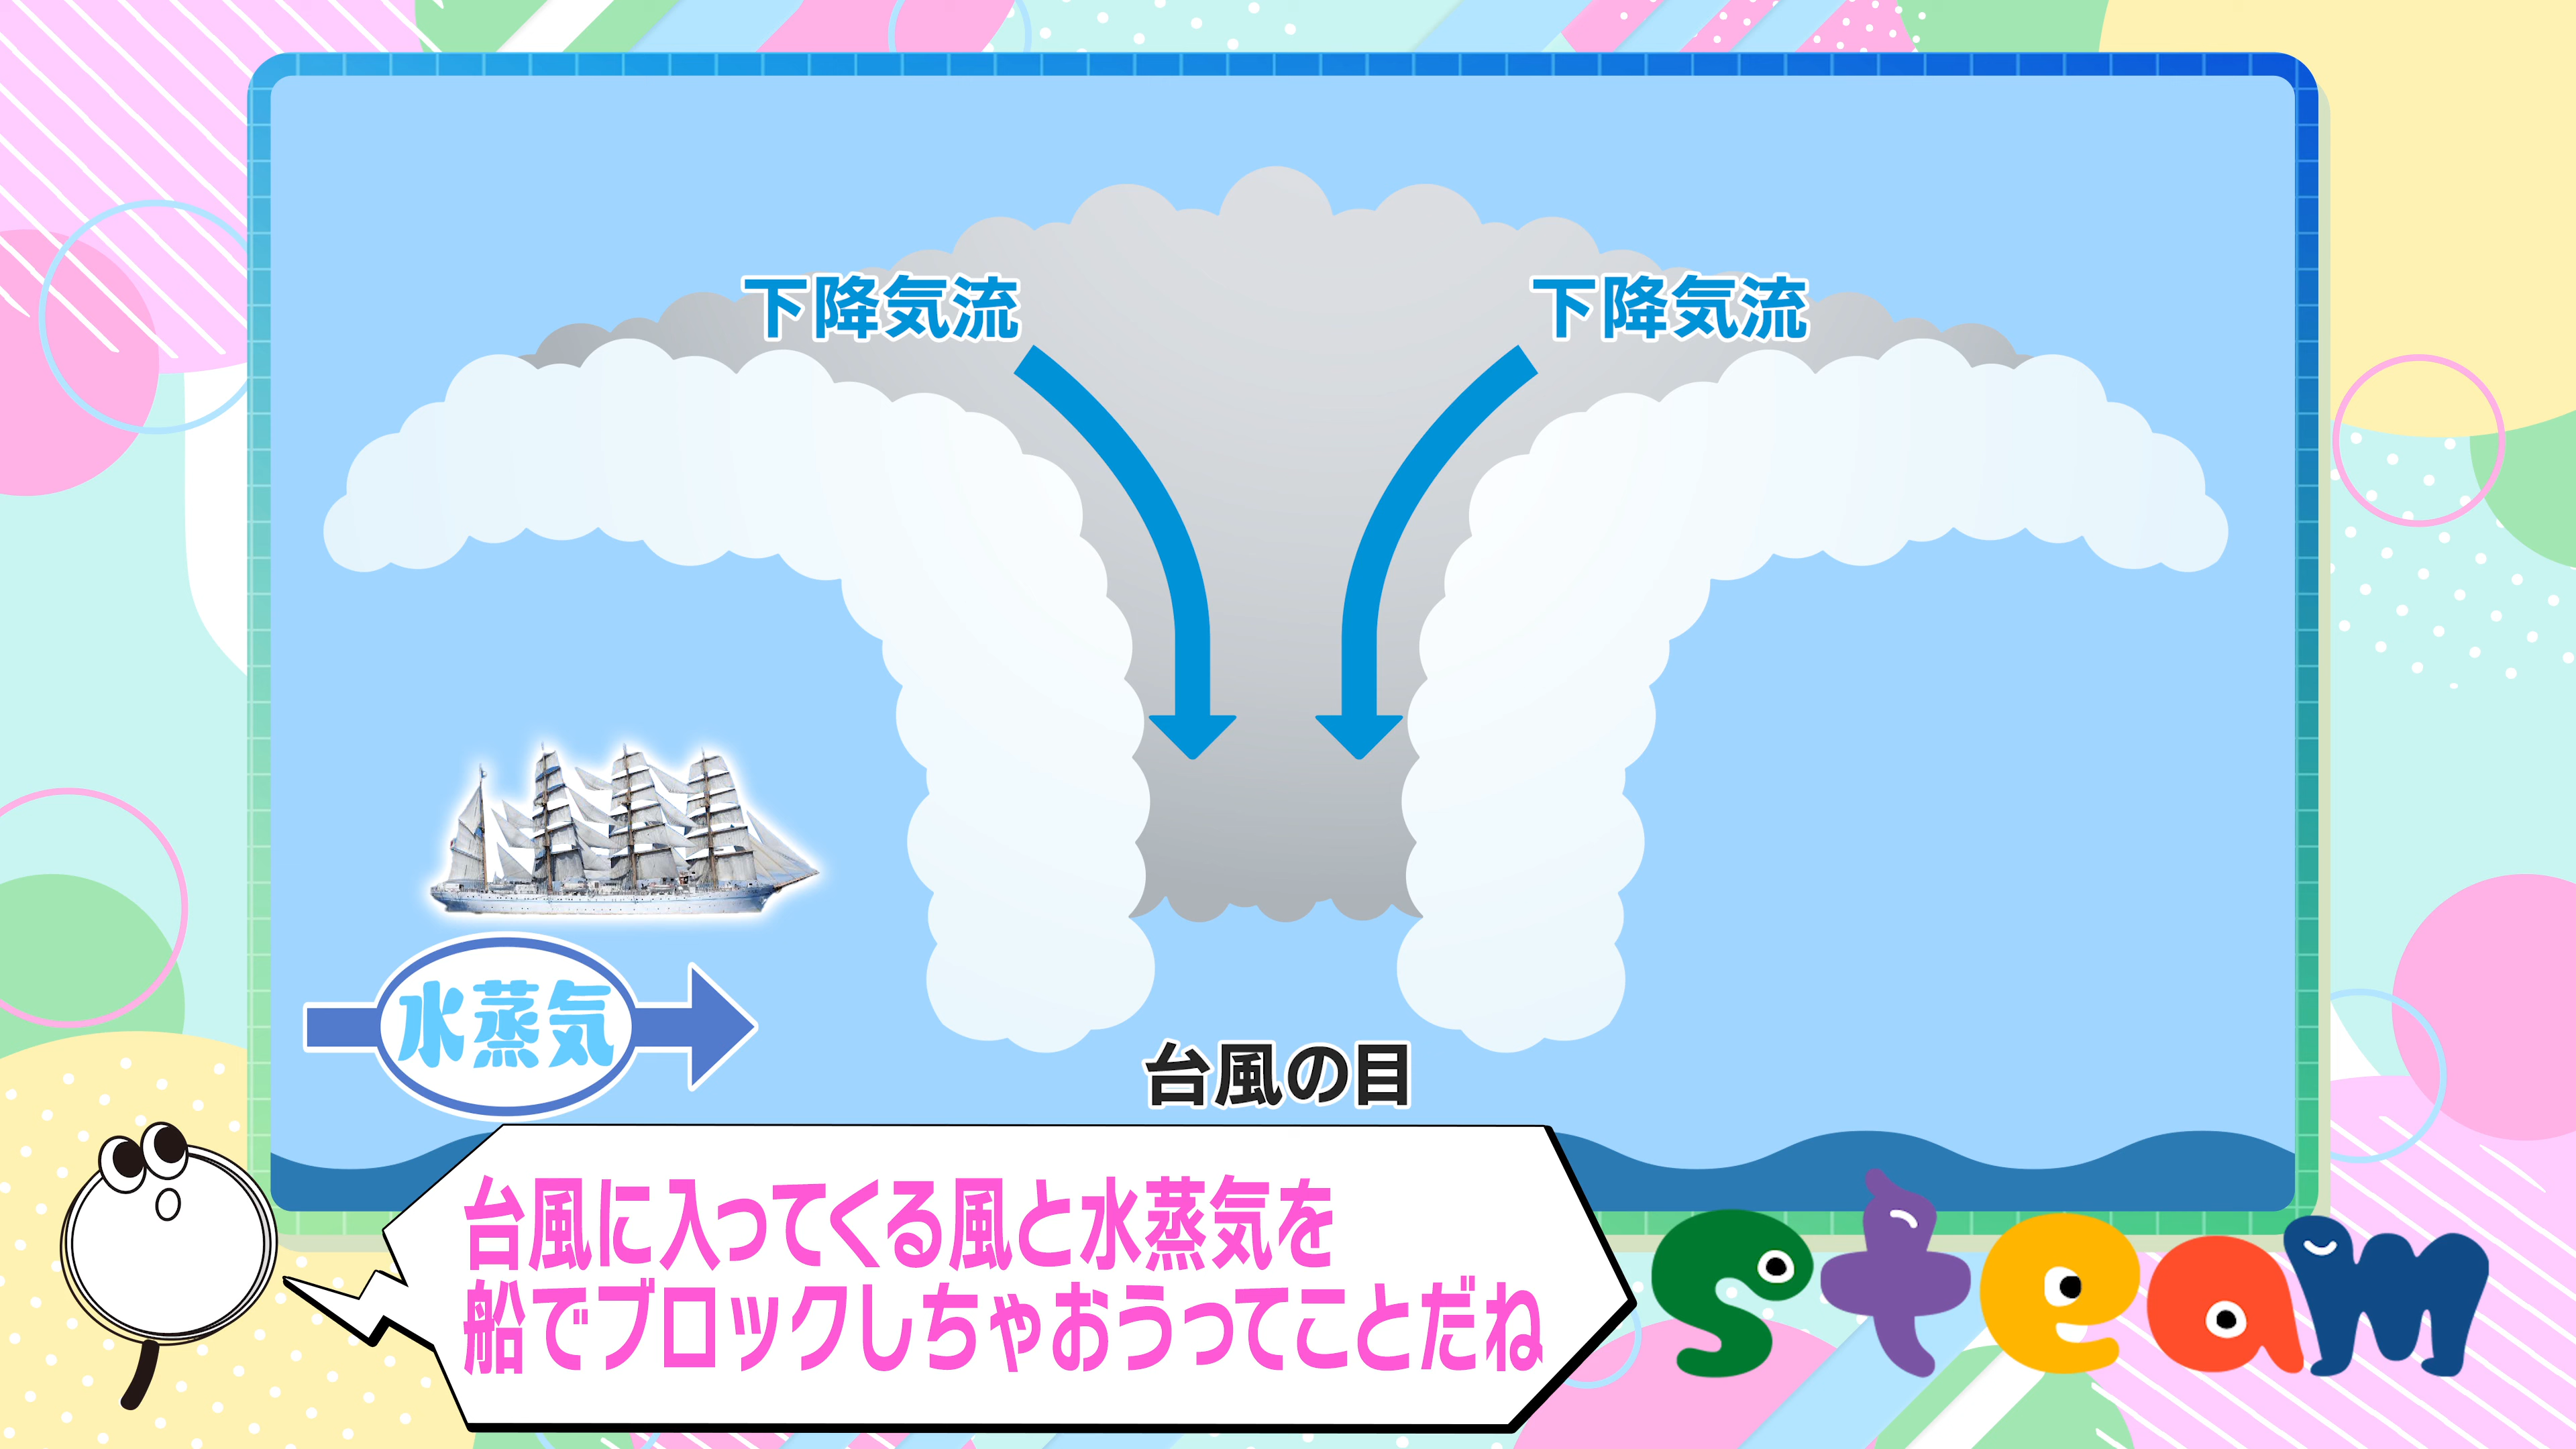 下降気流
下降気流
水蒸気
台風の目
台風に入ってくる風と水蒸気を
船でブロックしちゃおうってことだね
steam